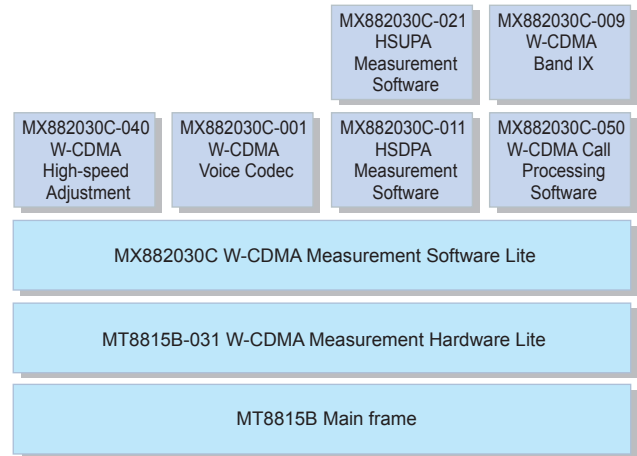 MX882030C-021
HSUPA
Measurement
Software
MX882030C-009
W-CDMA
Band IX
MX882030C-040
W-CDMA
High-speed
Adjustment
MX882030C-001
W-CDMA
Voice Codec
MX882030C-011
HSDPA
Measurement
Software
MX882030C-050
W-CDMA Call
Processing
Software
MX882030C W-CDMA Measurement Software Lite
MT8815B-031 W-CDMA Measurement Hardware Lite
MT8815B Main frame